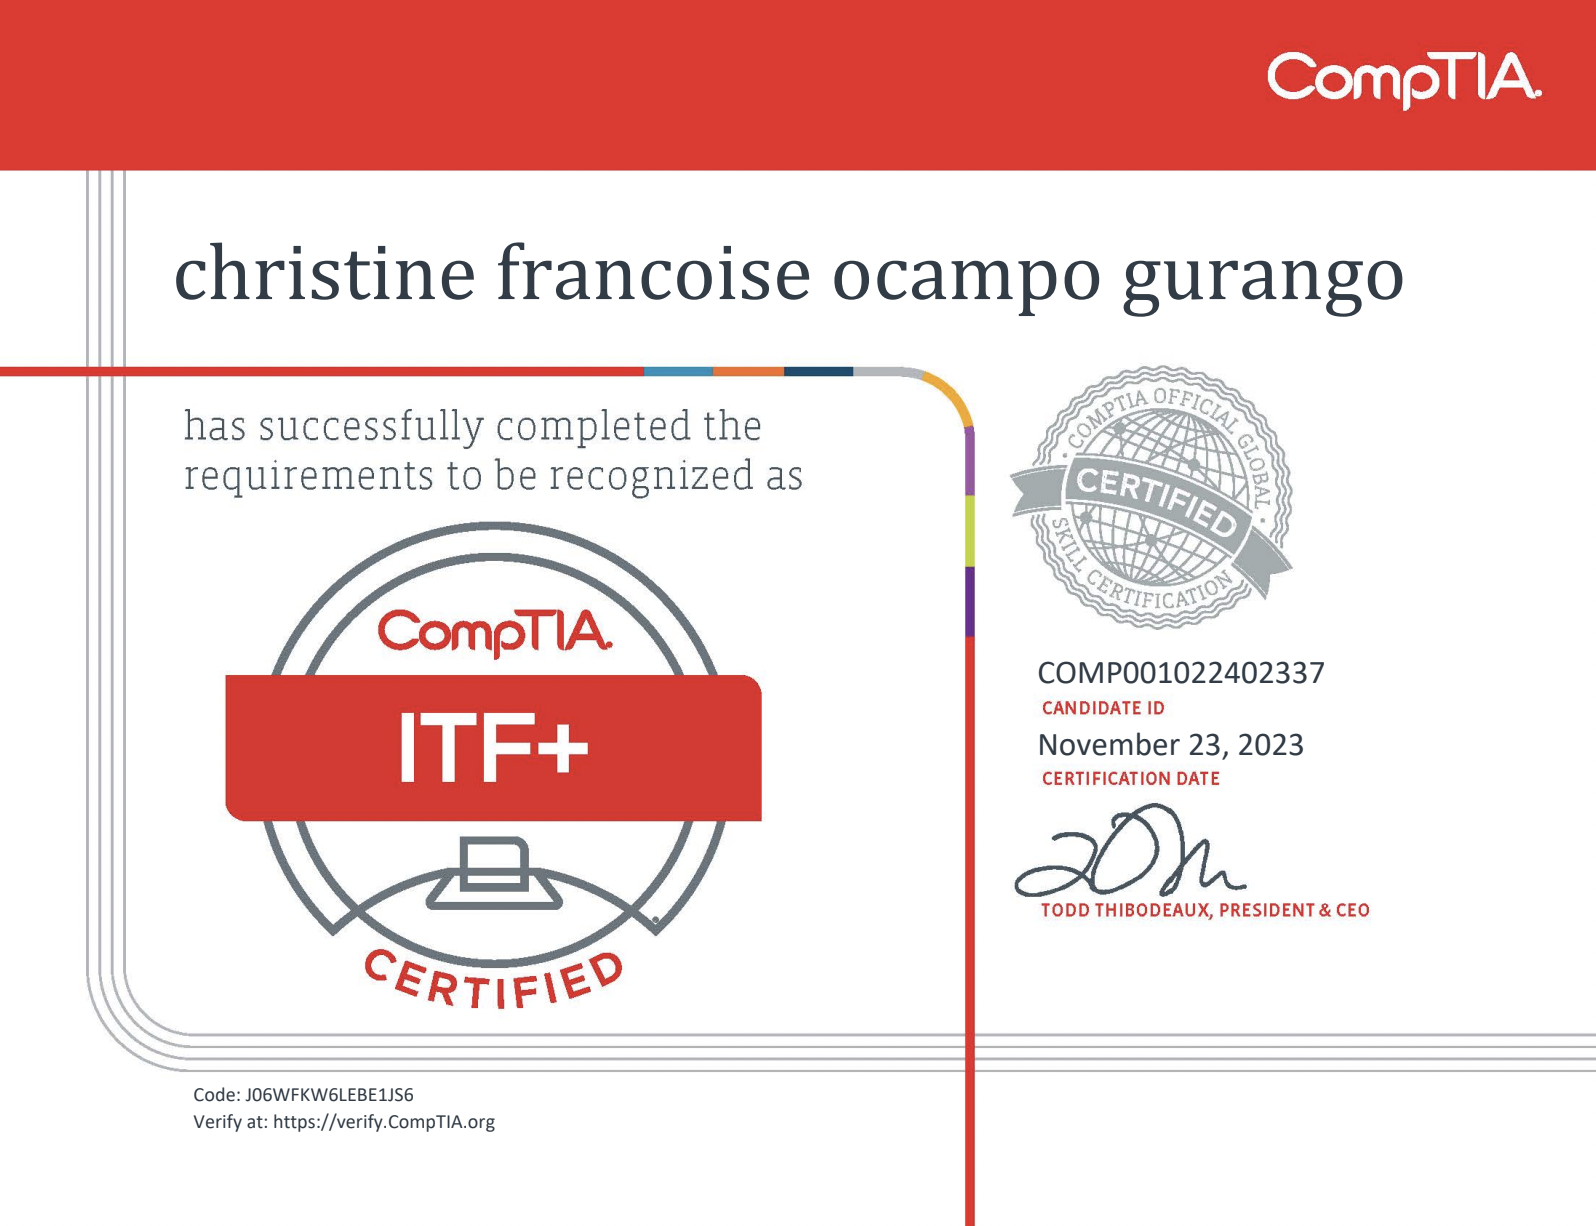 CompTIA.
christine francoise ocampo gurango
has successfully completed the
requirements to be recognized as
CompTIA.
ITF+
CERTIFIED
COMPTIA OFFICIAL GLOBAL
CERTIFIED
SKILL CERTIFICATION
COMP001022402337
CANDIDATE ID
November 23, 2023
CERTIFICATION DATE
TODD THIBODEAUX, PRESIDENT & CEO
Code: J06WFKW6LEBE1JS6
Verify at: https://verify.CompTIA.org